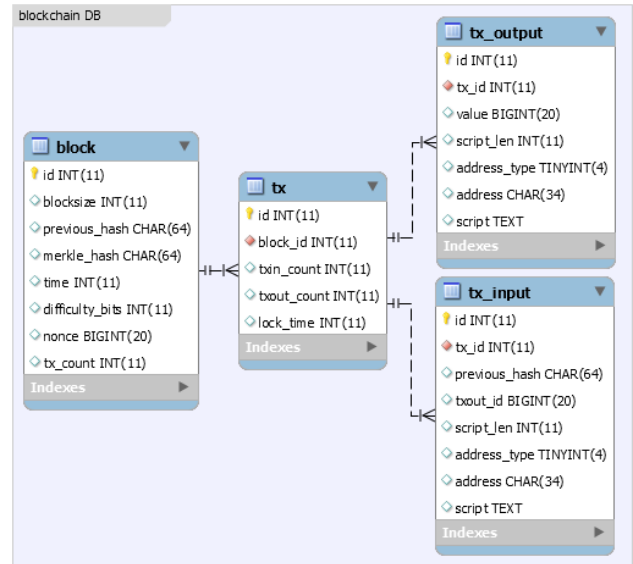 blockchain DB
block
id INT(11)
blocksize INT(11)
previous_hash CHAR(64)
merkle_hash CHAR(64)
time INT(11)
difficulty_bits INT(11)
nonce BIGINT(20)
tx_count INT(11)
Indexes
tx
id INT(11)
block_id INT(11)
txin_count INT(11)
txout_count INT(11)
lock_time INT(11)
Indexes
tx_output
id INT(11)
tx_id INT(11)
value BIGINT(20)
script_len INT(11)
address_type TINYINT(4)
address CHAR(34)
script TEXT
Indexes
tx_input
id INT(11)
tx_id INT(11)
previous_hash CHAR(64)
txout_id BIGINT(20)
script_len INT(11)
address_type TINYINT(4)
address CHAR(34)
script TEXT
Indexes